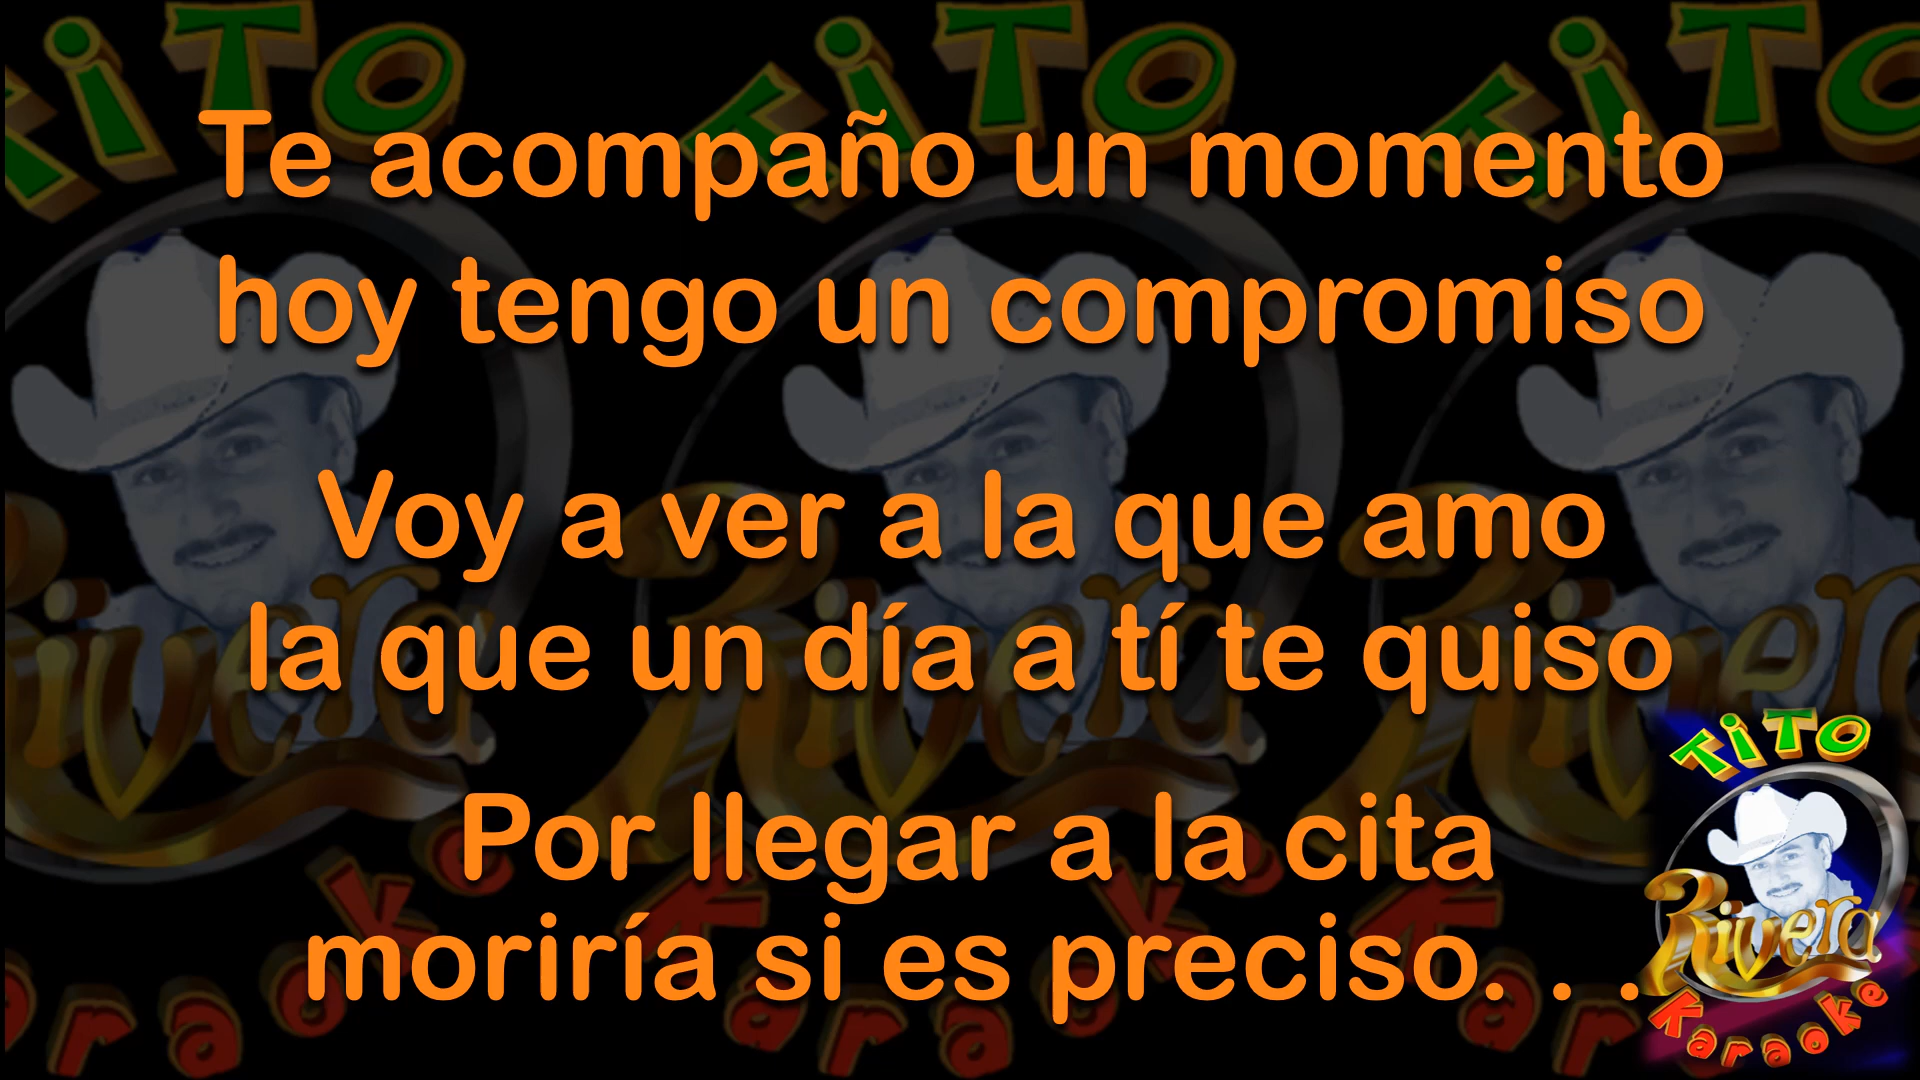 Te acompaño un momento
hoy tengo un compromiso
Voy a ver a la que amo
la que un día a tí te quiso
Por llegar a la cita
moriría si es preciso. . .
TiTO
Rivera
Karaoke